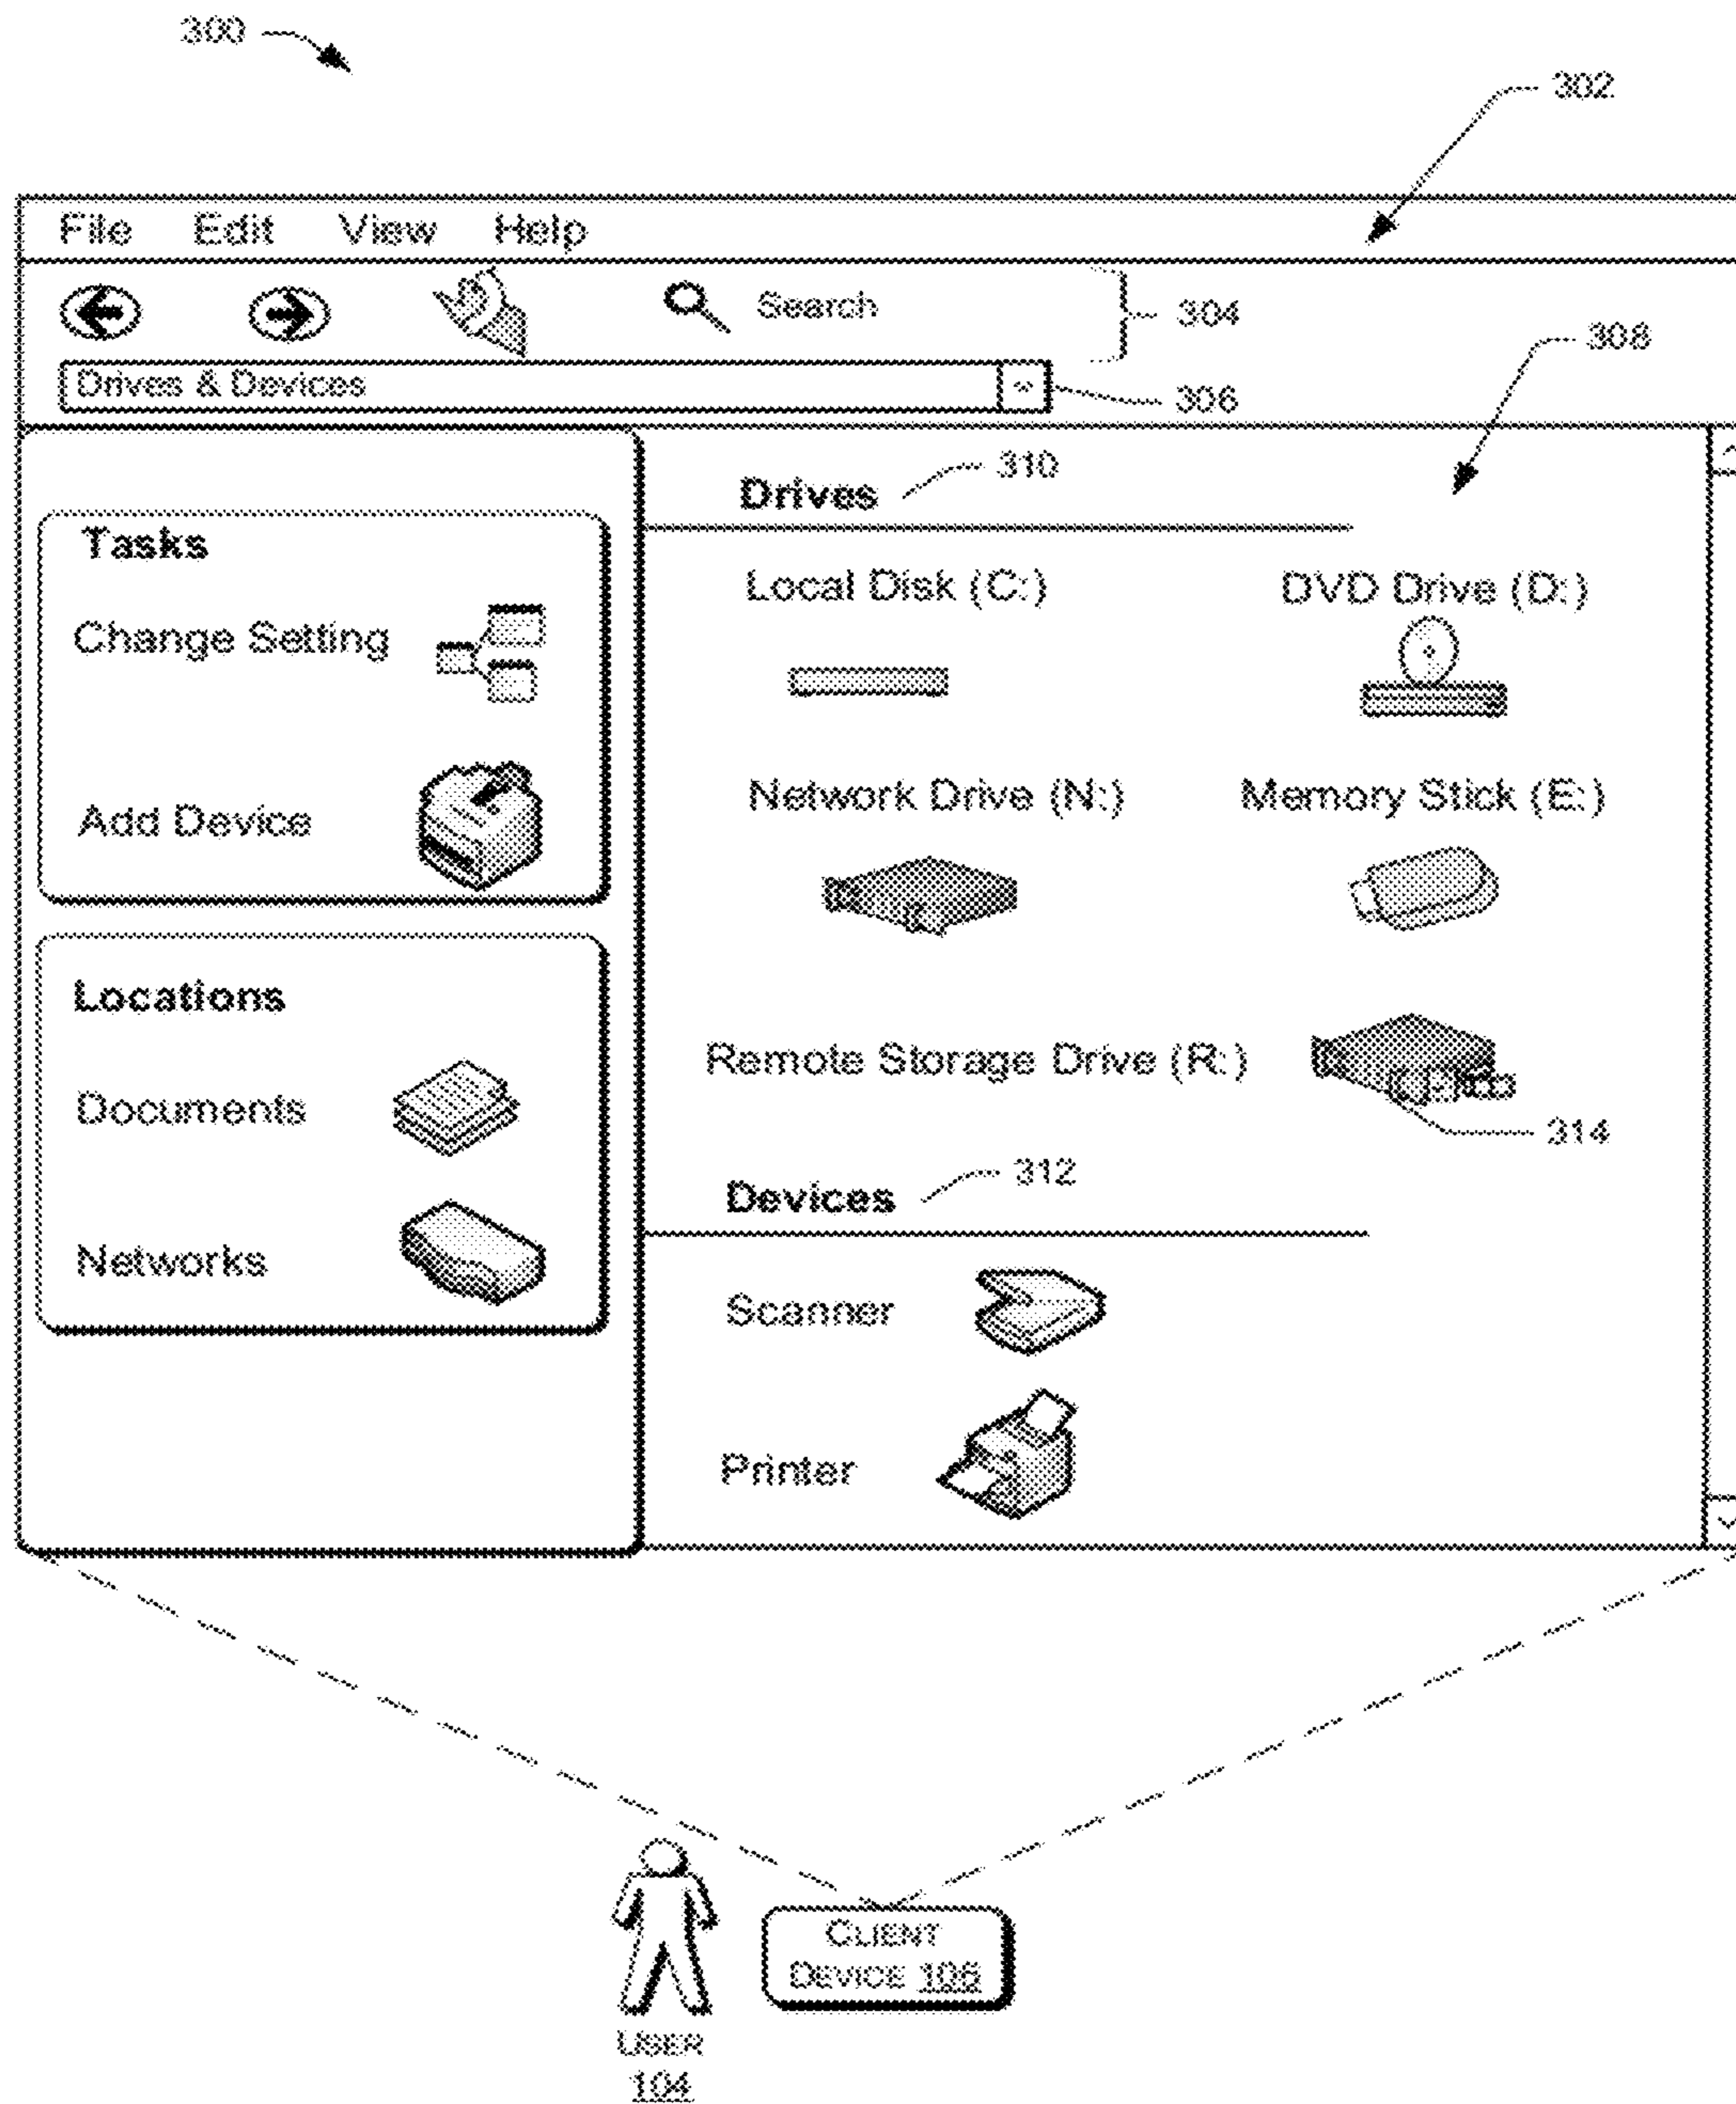 300
302
File Edit View Help
Search
304
308
Drives & Devices
306
Drives
310
Tasks
Local Disk (C:)
DVD Drive (D:)
Change Setting
Network Drive (N:)
Memory Stick (E:)
Add Device
Locations
Remote Storage Drive (R:)
Documents
314
Devices
312
Networks
Scanner
Printer
CLIENT
DEVICE 106
USER
104